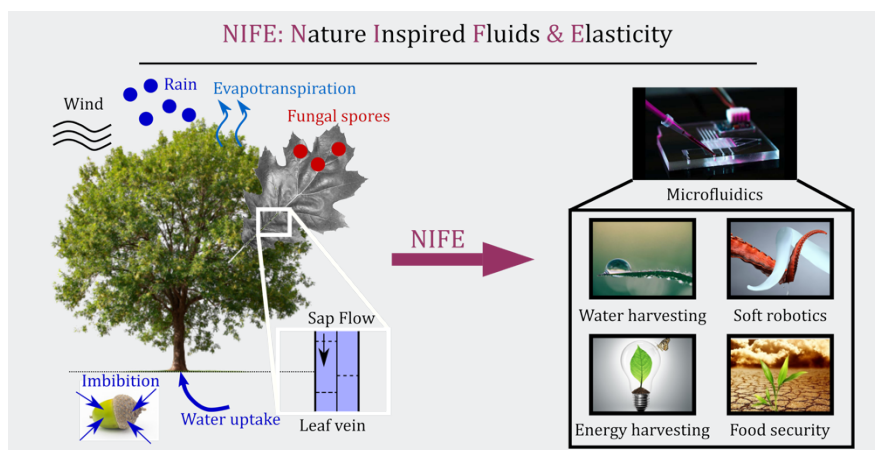 NIFE: Nature Inspired Fluids & Elasticity
Rain
Evapotranspiration
Wind
Fungal spores
Microfluidics
NIFE
Water harvesting
Soft robotics
Sap Flow
Imbibition
Water uptake
Leaf vein
Energy harvesting
Food security